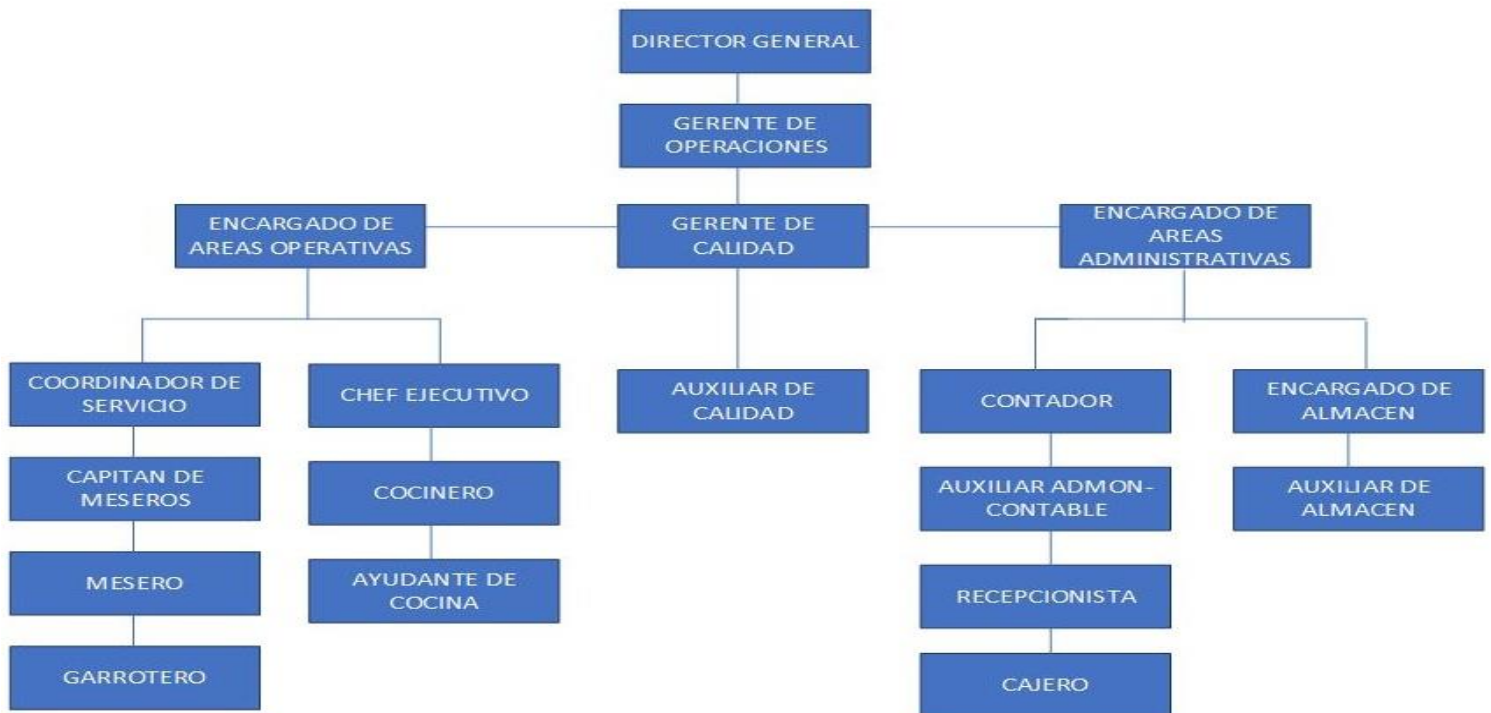 DIRECTOR GENERAL
GERENTE DE
OPERACIONES
ENCARGADO DE
AREAS OPERATIVAS
GERENTE DE
CALIDAD
ENCARGADO DE
AREAS
ADMINISTRATIVAS
COORDINADOR DE
SERVICIO
CHEF EJECUTIVO
AUXILIAR DE
CALIDAD
CONTADOR
ENCARGADO DE
ALMACEN
CAPITAN DE
MESEROS
COCINERO
AUXILIAR ADMON-
CONTABLE
AUXILIAR DE
ALMACEN
MESERO
AYUDANTE DE
COCINA
RECEPCIONISTA
GARROTERO
CAJERO